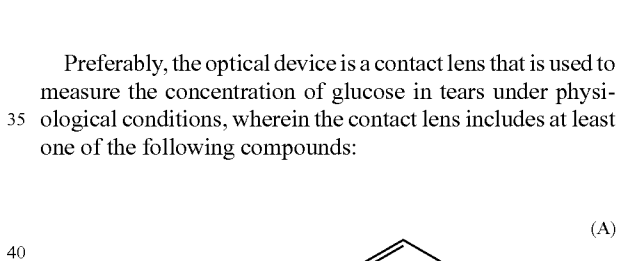 Preferably, the optical device is a contact lens that is used to
measure the concentration of glucose in tears under physi-
35 ological conditions, wherein the contact lens includes at least
one of the following compounds:
(A)
40